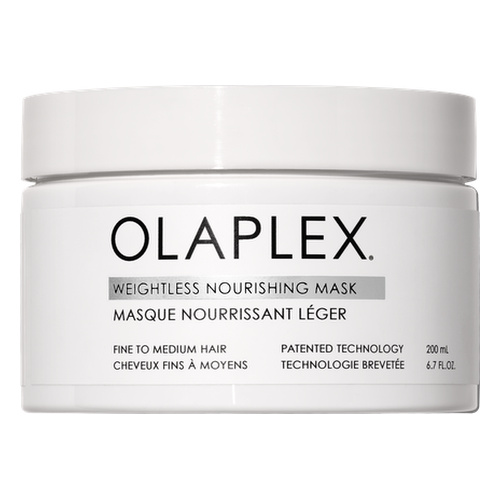 OLAPLEX.
WEIGHTLESS NOURISHING MASK
MASQUE NOURRISSANT LÉGER
FINE TO MEDIUM HAIR
CHEVEUX FINS À MOYENS
PATENTED TECHNOLOGY
TECHNOLOGIE BREVETÉE
200 mL
6.7 FL.OZ.